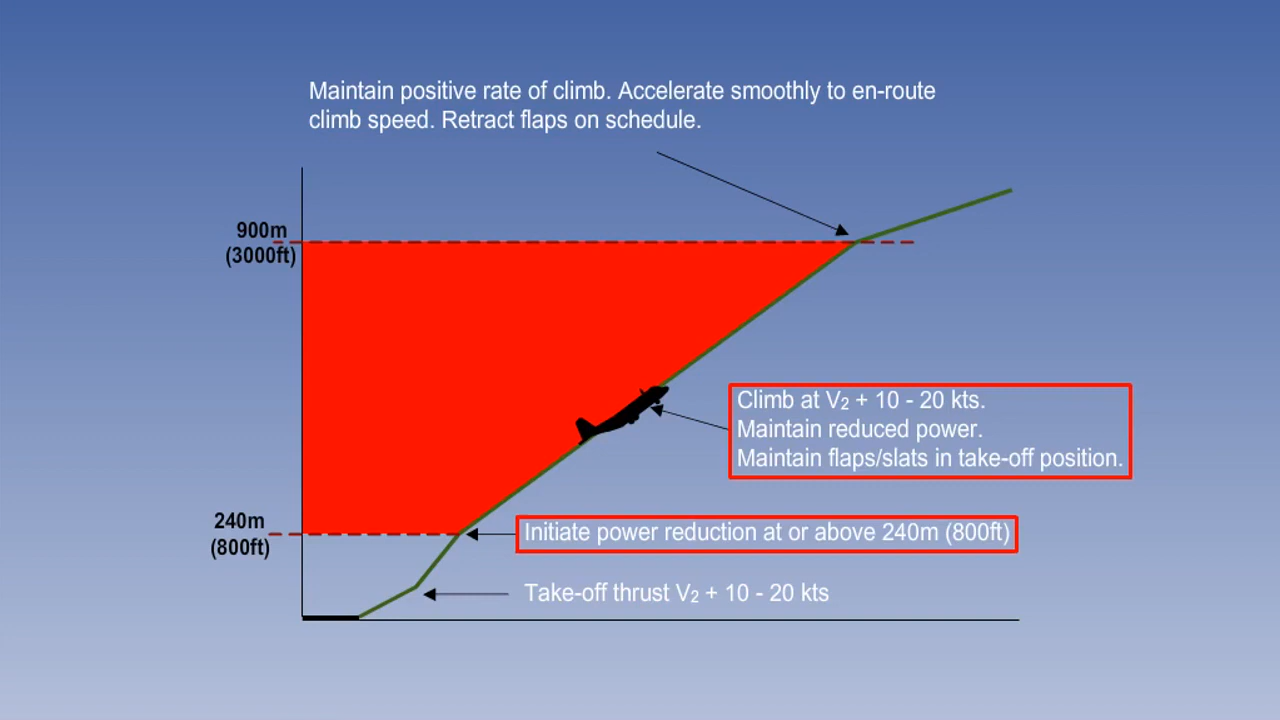 Maintain positive rate of climb. Accelerate smoothly to en-route
climb speed. Retract flaps on schedule.
900m
(3000ft)
Climb at V₂ + 10 - 20 kts.
Maintain reduced power.
Maintain flaps/slats in take-off position.
240m
(800ft)
Initiate power reduction at or above 240m (800ft)
Take-off thrust V₂ + 10 - 20 kts